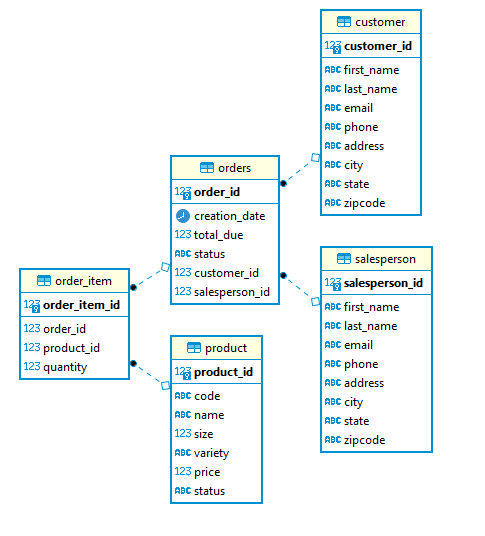 customer
123 customer_id
ABC first_name
ABC last_name
ABC email
ABC phone
ABC address
ABC city
ABC state
ABC zipcode
orders
123 order_id
creation_date
123 total_due
ABC status
123 customer_id
123 salesperson_id
salesperson
123 salesperson_id
ABC first_name
ABC last_name
ABC email
ABC phone
ABC address
ABC city
ABC state
ABC zipcode
order_item
123 order_item_id
123 order_id
123 product_id
123 quantity
product
123 product_id
ABC code
ABC name
123 size
ABC variety
123 price
ABC status